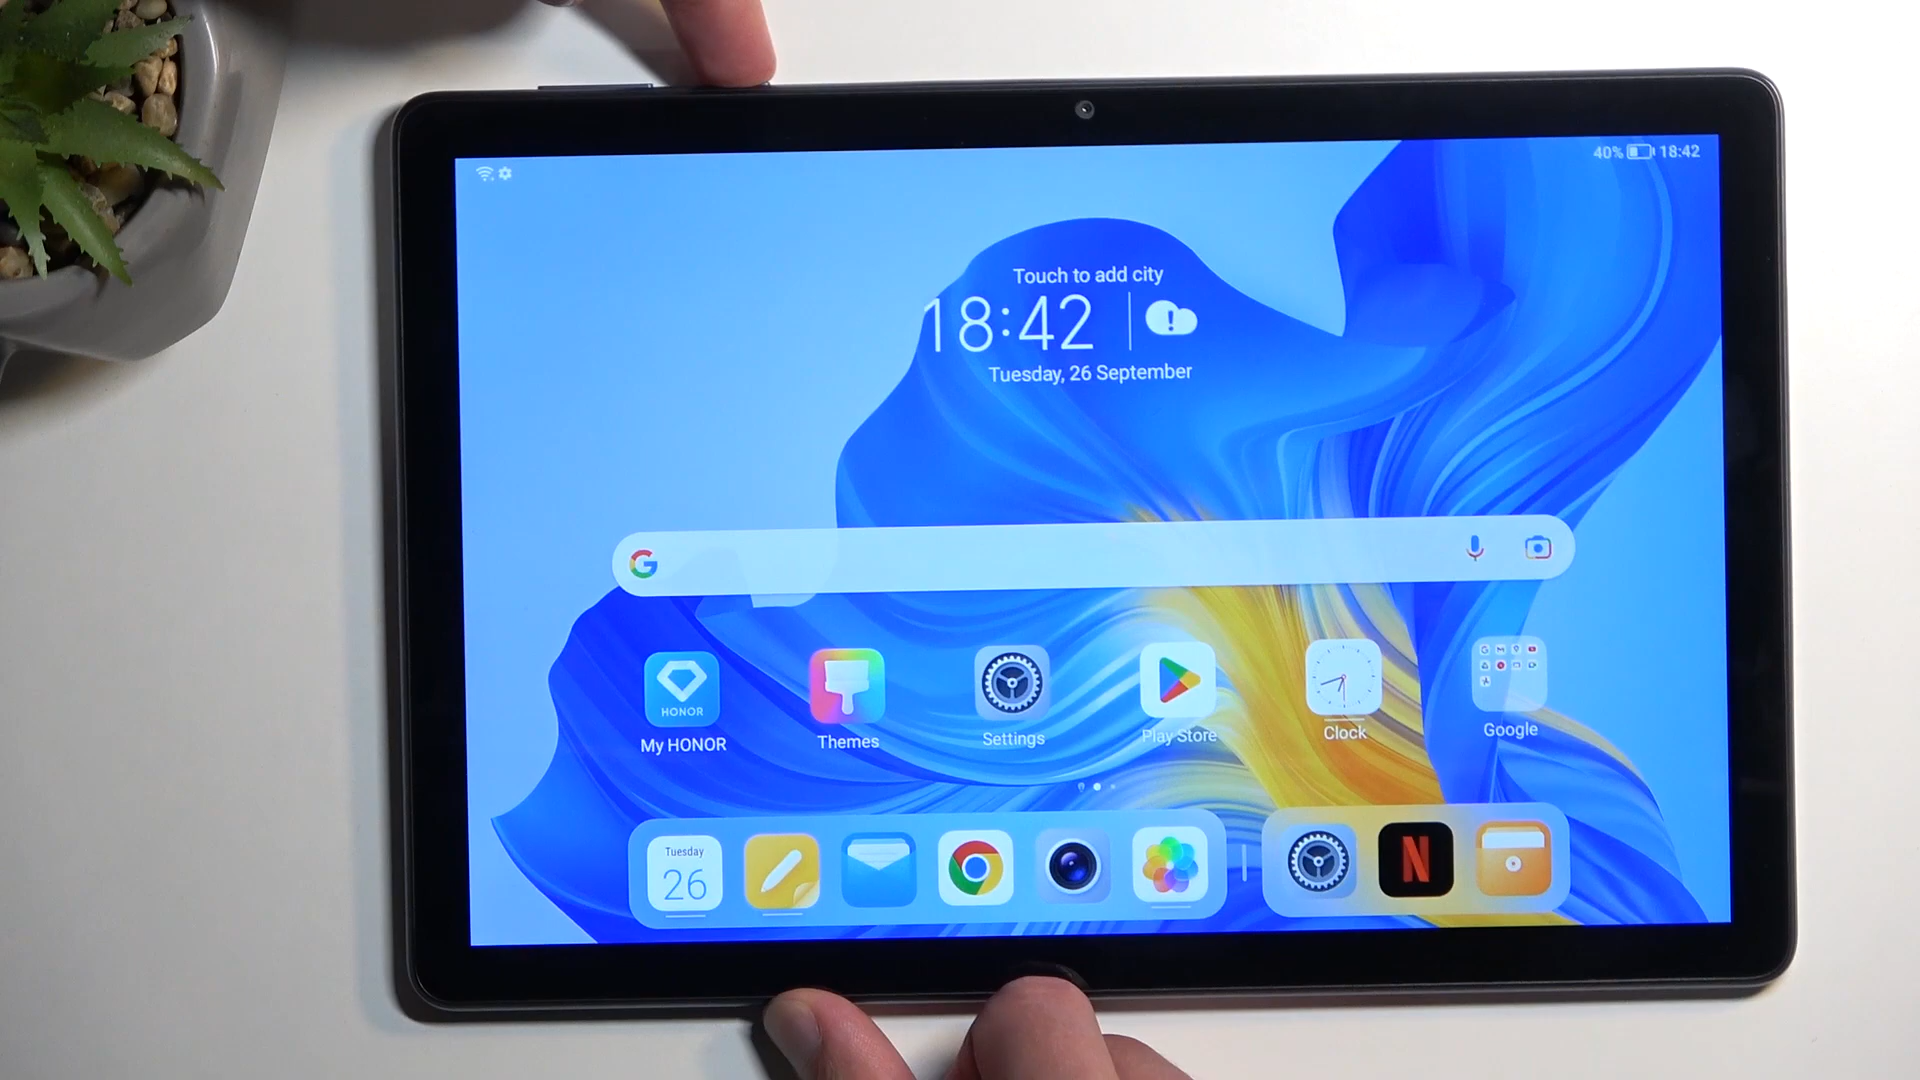 40% 18:42
Touch to add city
18:42
Tuesday, 26 September
HONOR
My HONOR
Themes
Settings
Play Store
Clock
Google
Tuesday
26
N